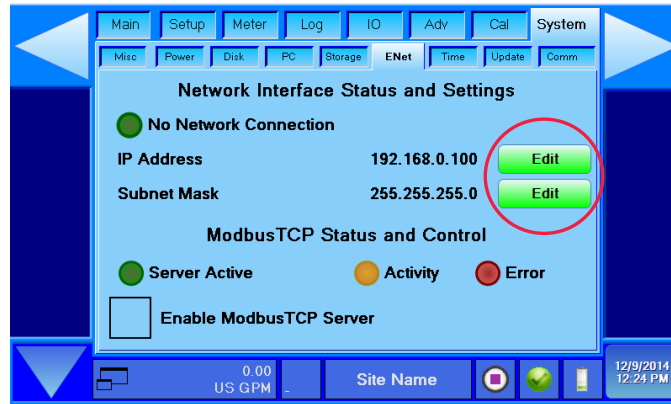 Main Setup Meter Log IO Adv Cal System
Misc Power Disk PC Storage ENet Time Update Comm
Network Interface Status and Settings
No Network Connection
IP Address 192.168.0.100 Edit
Subnet Mask 255.255.255.0 Edit
ModbusTCP Status and Control
Server Active Activity Error
Enable ModbusTCP Server
0.00
US GPM _ Site Name
12/9/2014
12:24 PM